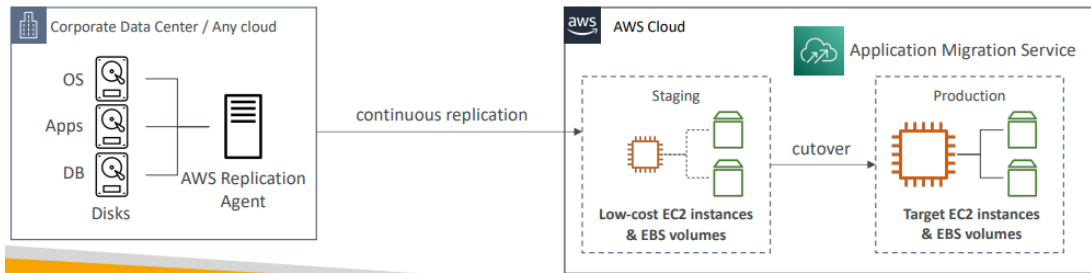 Corporate Data Center / Any cloud
OS
Apps
DB
Disks
AWS Replication
Agent
continuous replication
aws
AWS Cloud
Application Migration Service
Staging
Low-cost EC2 instances
& EBS volumes
cutover
Production
Target EC2 instances
& EBS volumes